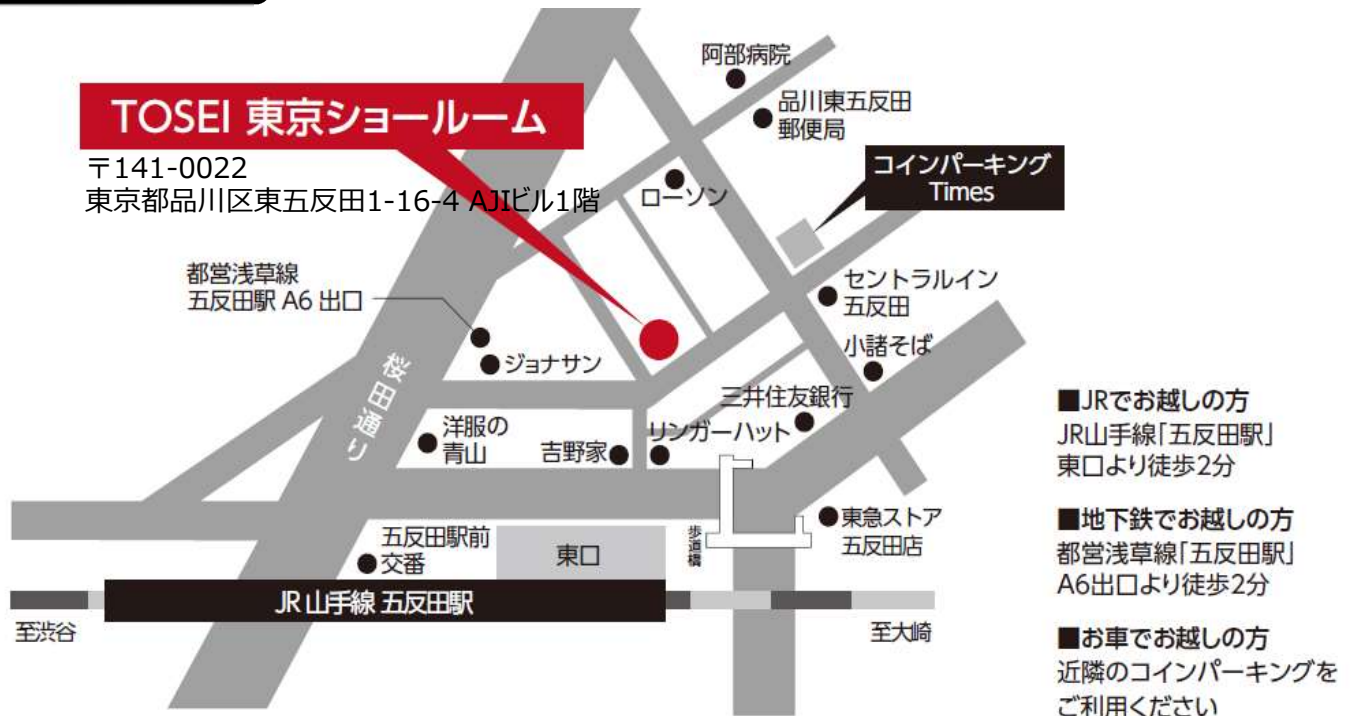 阿部病院
品川東五反田
郵便局
TOSEI 東京ショールーム
〒141-0022
東京都品川区東五反田1-16-4 AJIビル1階
ローソン
コインパーキング
Times
都営浅草線
五反田駅 A6 出口
セントラルイン
五反田
ジョナサン
小諸そば
桜田通り
三井住友銀行
洋服の
青山
吉野家
リンガーハット
東急ストア
五反田店
歩道橋
五反田駅前
交番
東口
JR 山手線 五反田駅
至渋谷
至大崎
■JRでお越しの方
JR山手線「五反田駅」
東口より徒歩2分
■地下鉄でお越しの方
都営浅草線「五反田駅」
A6出口より徒歩2分
■お車でお越しの方
近隣のコインパーキングを
ご利用ください